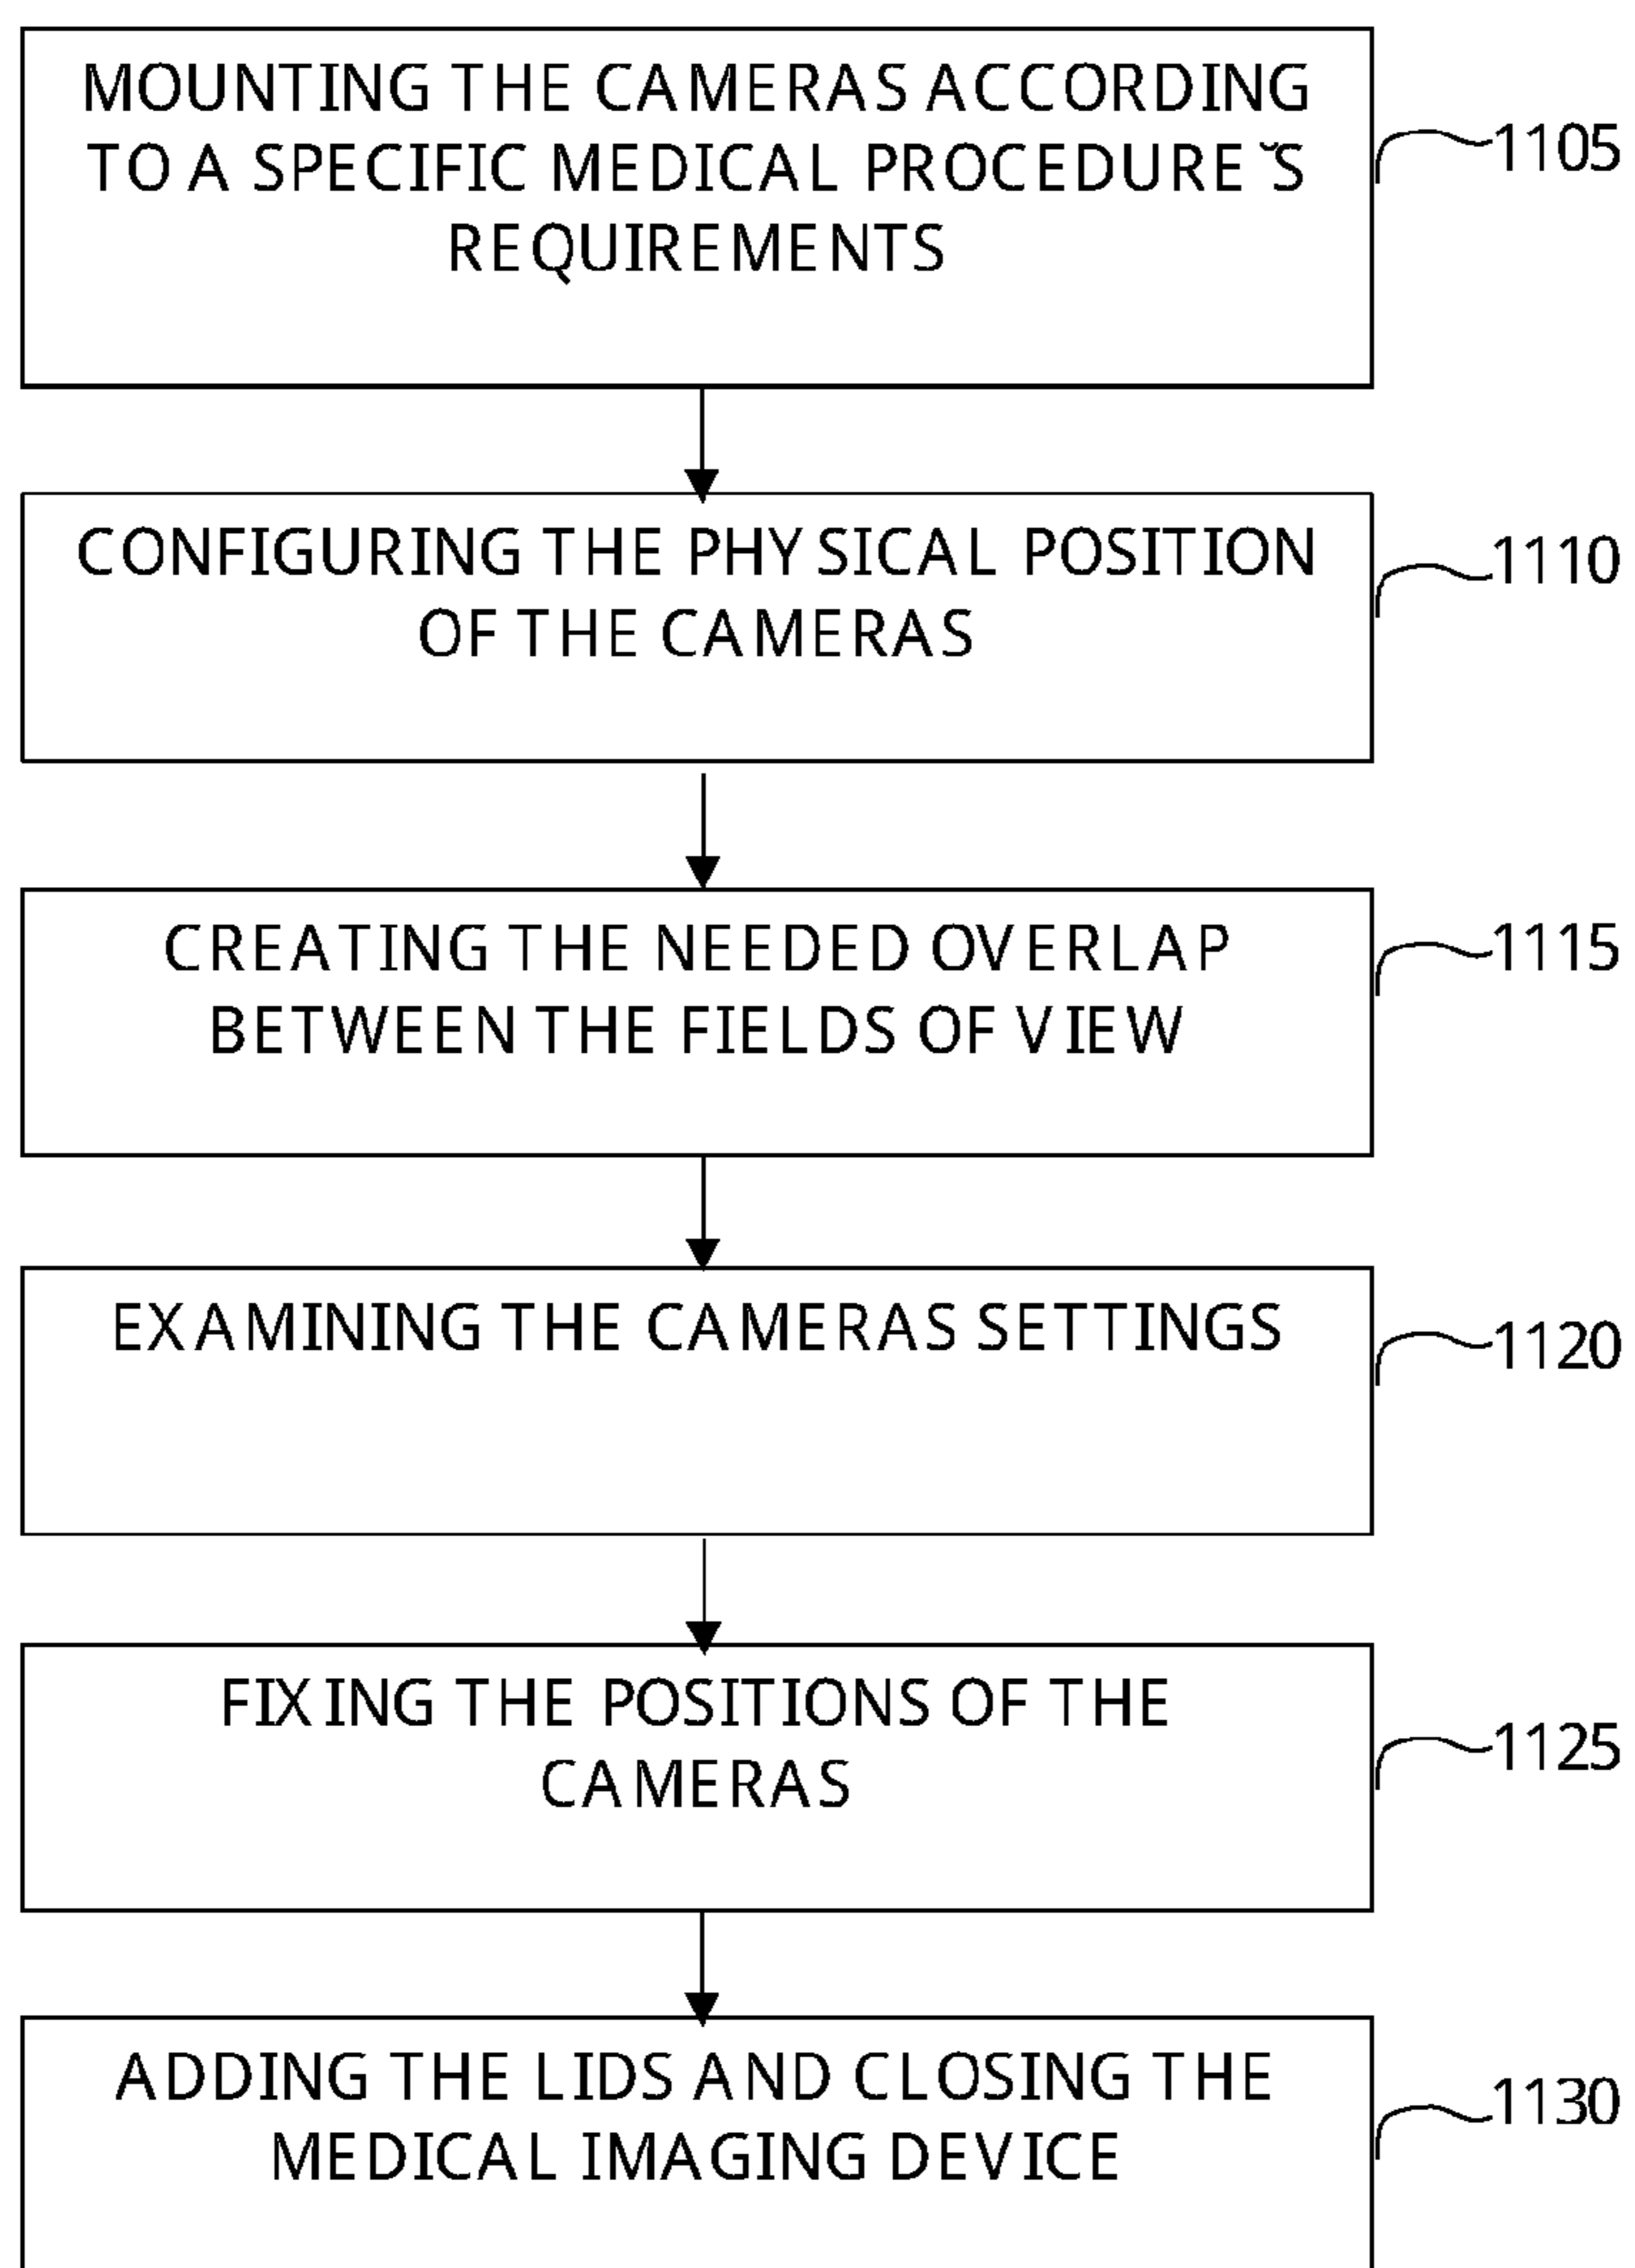 MOUNTING THE CAMERAS ACCORDING
TO A SPECIFIC MEDICAL PROCEDURE˘S
REQUIREMENTS
1105
CONFIGURING THE PHYSICAL POSITION
OF THE CAMERAS
1110
CREATING THE NEEDED OVERLAP
BETWEEN THE FIELDS OF VIEW
1115
EXAMINING THE CAMERAS SETTINGS
1120
FIXING THE POSITIONS OF THE
CAMERAS
1125
ADDING THE LIDS AND CLOSING THE
MEDICAL IMAGING DEVICE
1130